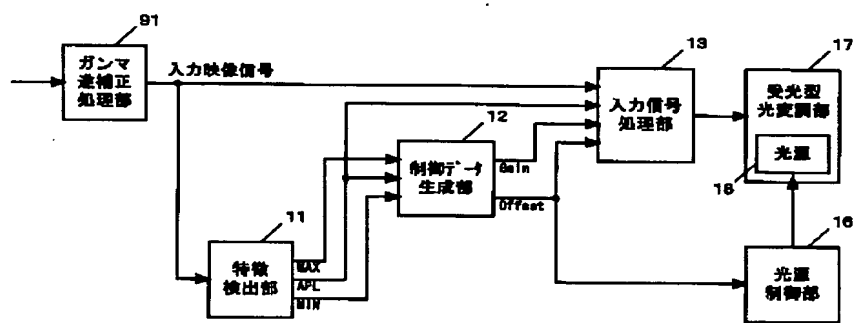 91
ガンマ
逆補正
処理部
入力映像信号
13
入力信号
処理部
17
受光型
光変調部
光源
18
12
制御データ
生成部
Gain
Offset
11
特徴
検出部
MAX
APL
MIN
16
光源
制御部